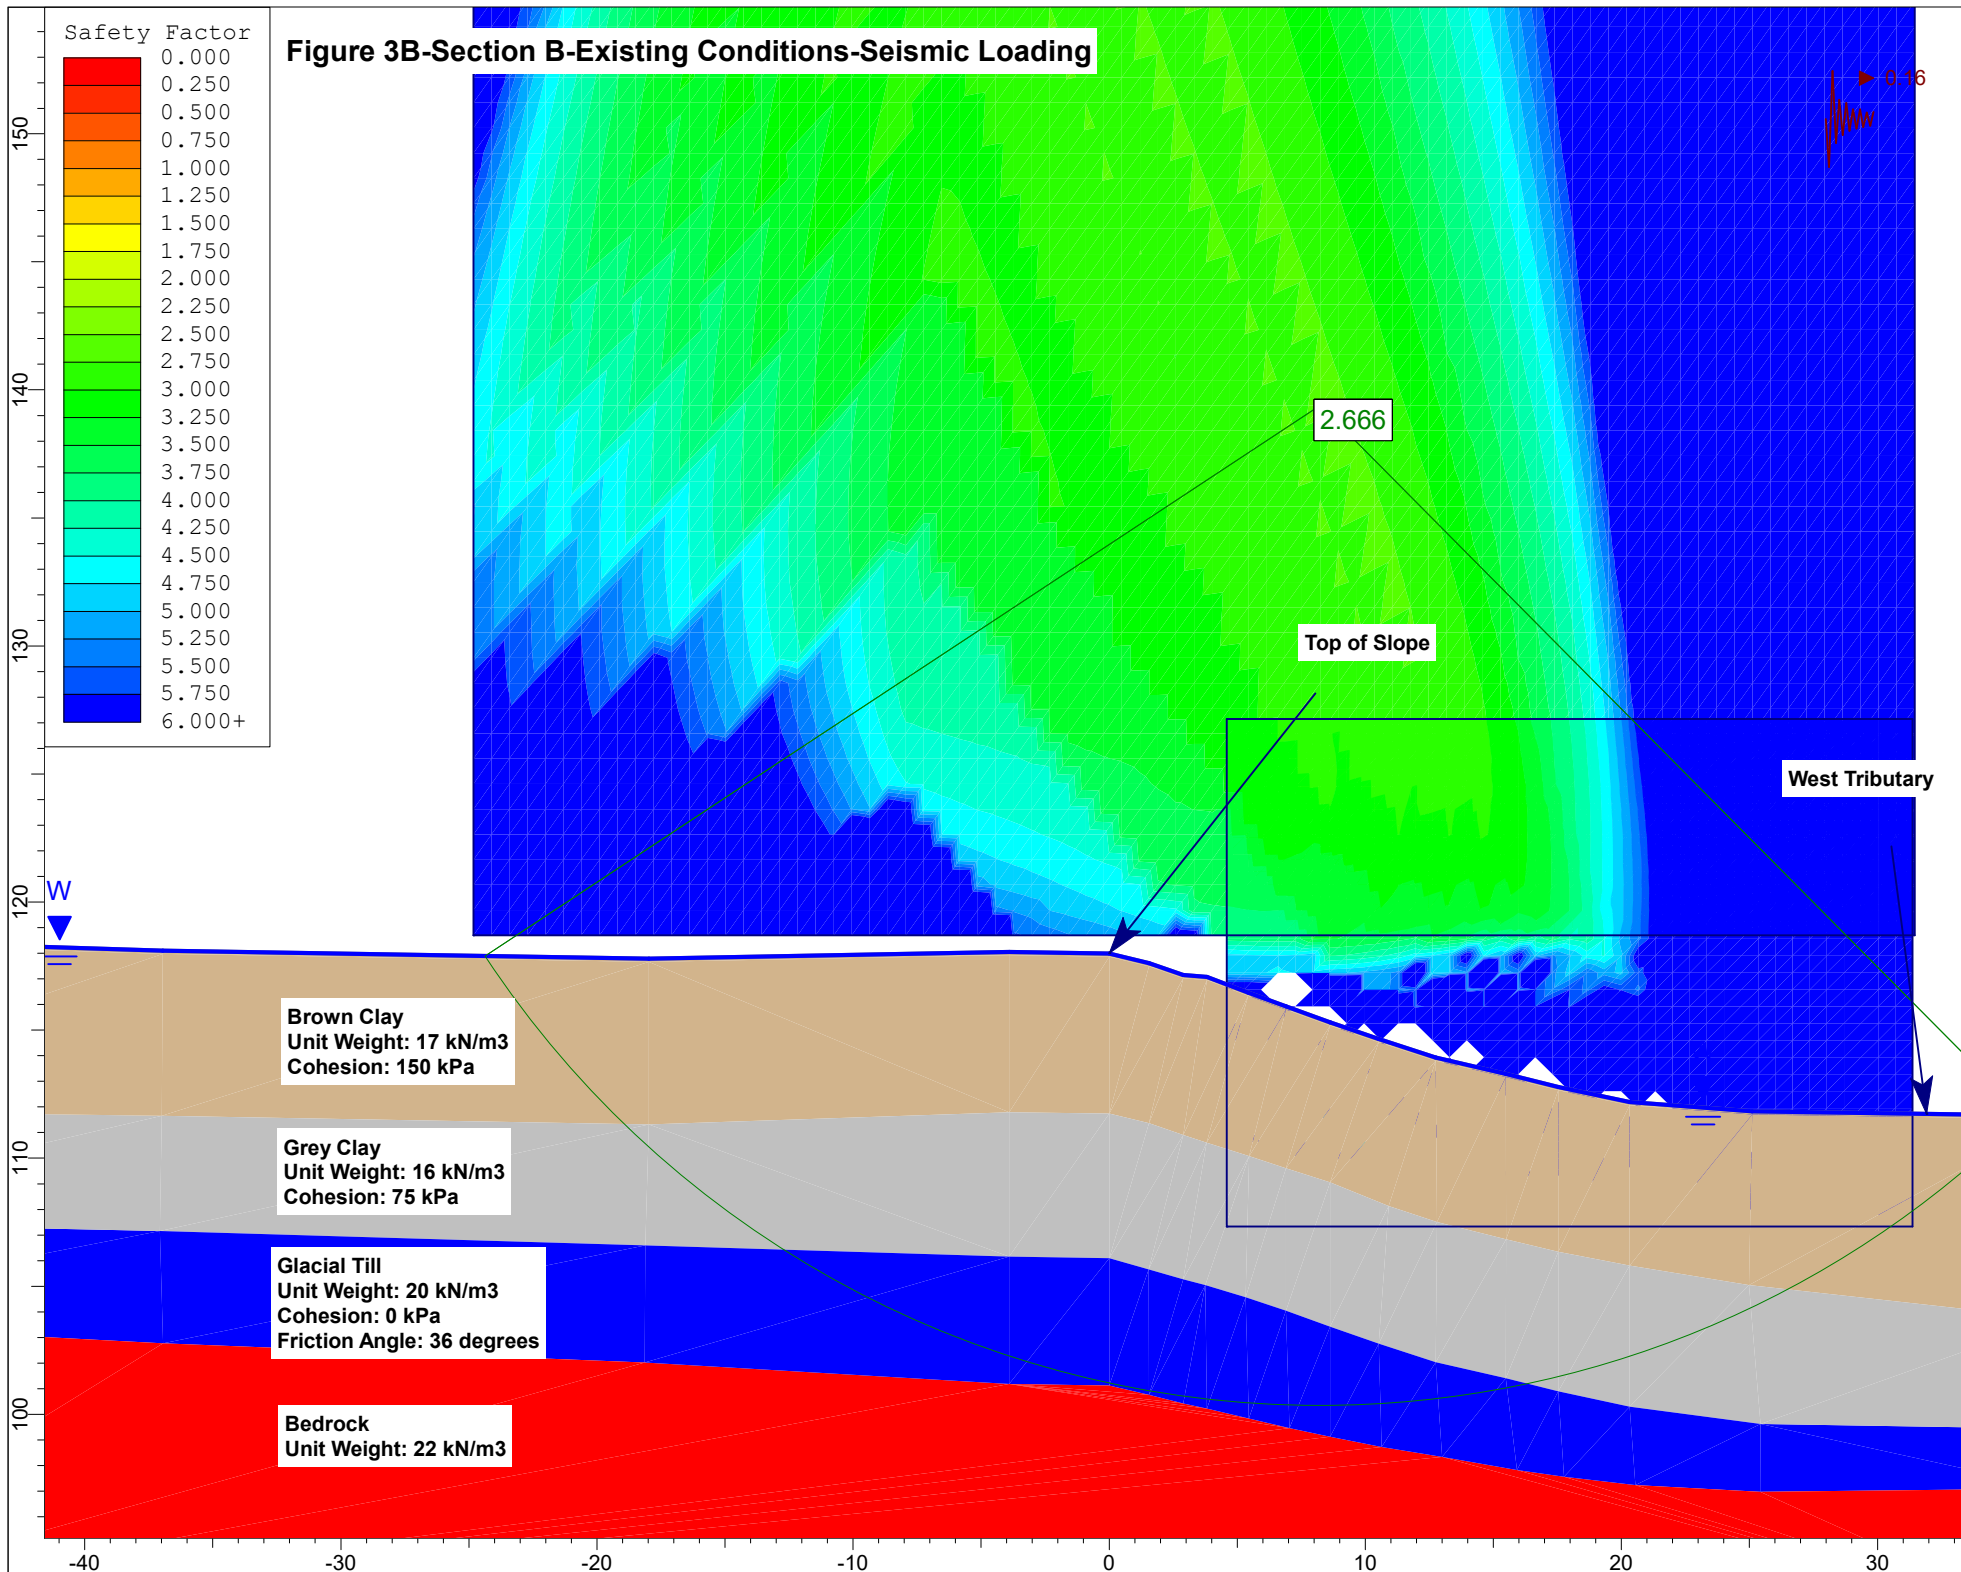 Safety Factor
0.000
0.250
0.500
0.750
1.000
1.250
1.500
1.750
2.000
2.250
2.500
2.750
3.000
3.250
3.500
3.750
4.000
4.250
4.500
4.750
5.000
5.250
5.500
5.750
6.000+
Figure 3B-Section B-Existing Conditions-Seismic Loading
0.16
2.666
Top of Slope
West Tributary
W
Brown Clay
Unit Weight: 17 kN/m3
Cohesion: 150 kPa
Grey Clay
Unit Weight: 16 kN/m3
Cohesion: 75 kPa
Glacial Till
Unit Weight: 20 kN/m3
Cohesion: 0 kPa
Friction Angle: 36 degrees
Bedrock
Unit Weight: 22 kN/m3
150
140
130
120
110
100
-40
-30
-20
-10
0
10
20
30